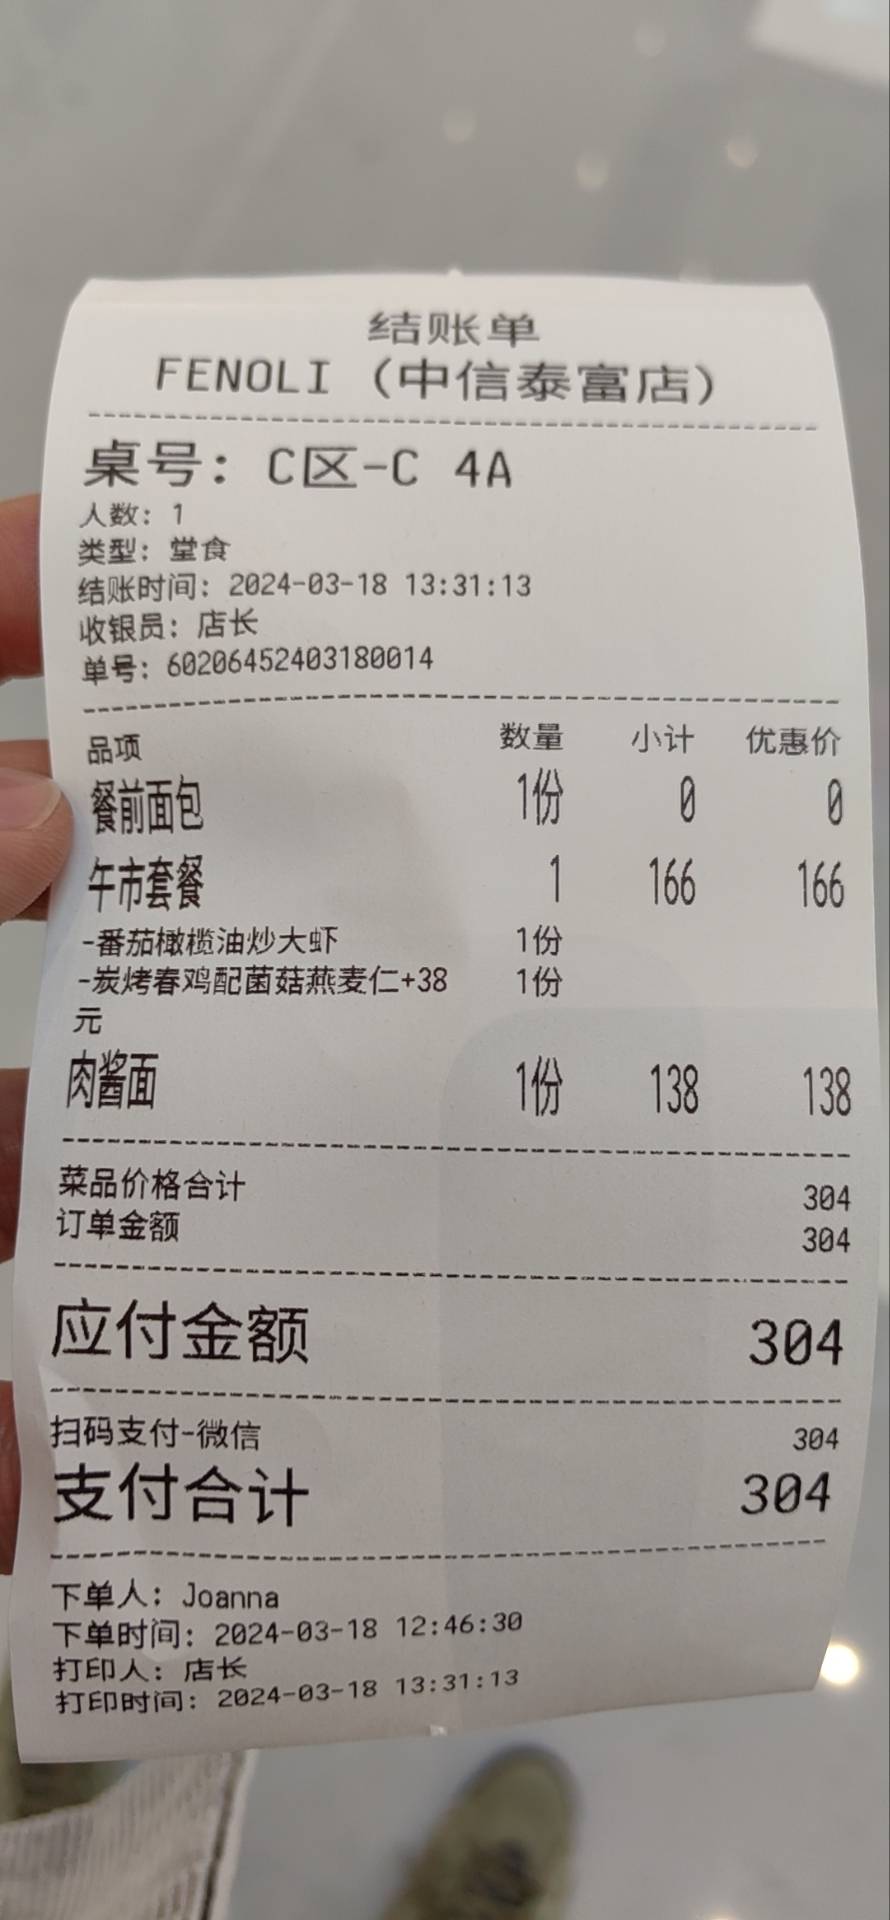 结账单
FENOLI（中信泰富店）
桌号：C区-C 4A
人数：1
类型：堂食
结账时间：2024-03-18 13:31:13
收银员：店长
单号：60206452403180014
品项 数量 小计 优惠价
餐前面包 1份 0 0
午市套餐 1 166 166
-番茄橄榄油炒大虾 1份
-炭烤春鸡配菌菇燕麦仁+38 1份
元
肉酱面 1份 138 138
菜品价格合计 304
订单金额 304
应付金额 304
扫码支付-微信 304
支付合计 304
下单人：Joanna
下单时间：2024-03-18 12:46:30
打印人：店长
打印时间：2024-03-18 13:31:13